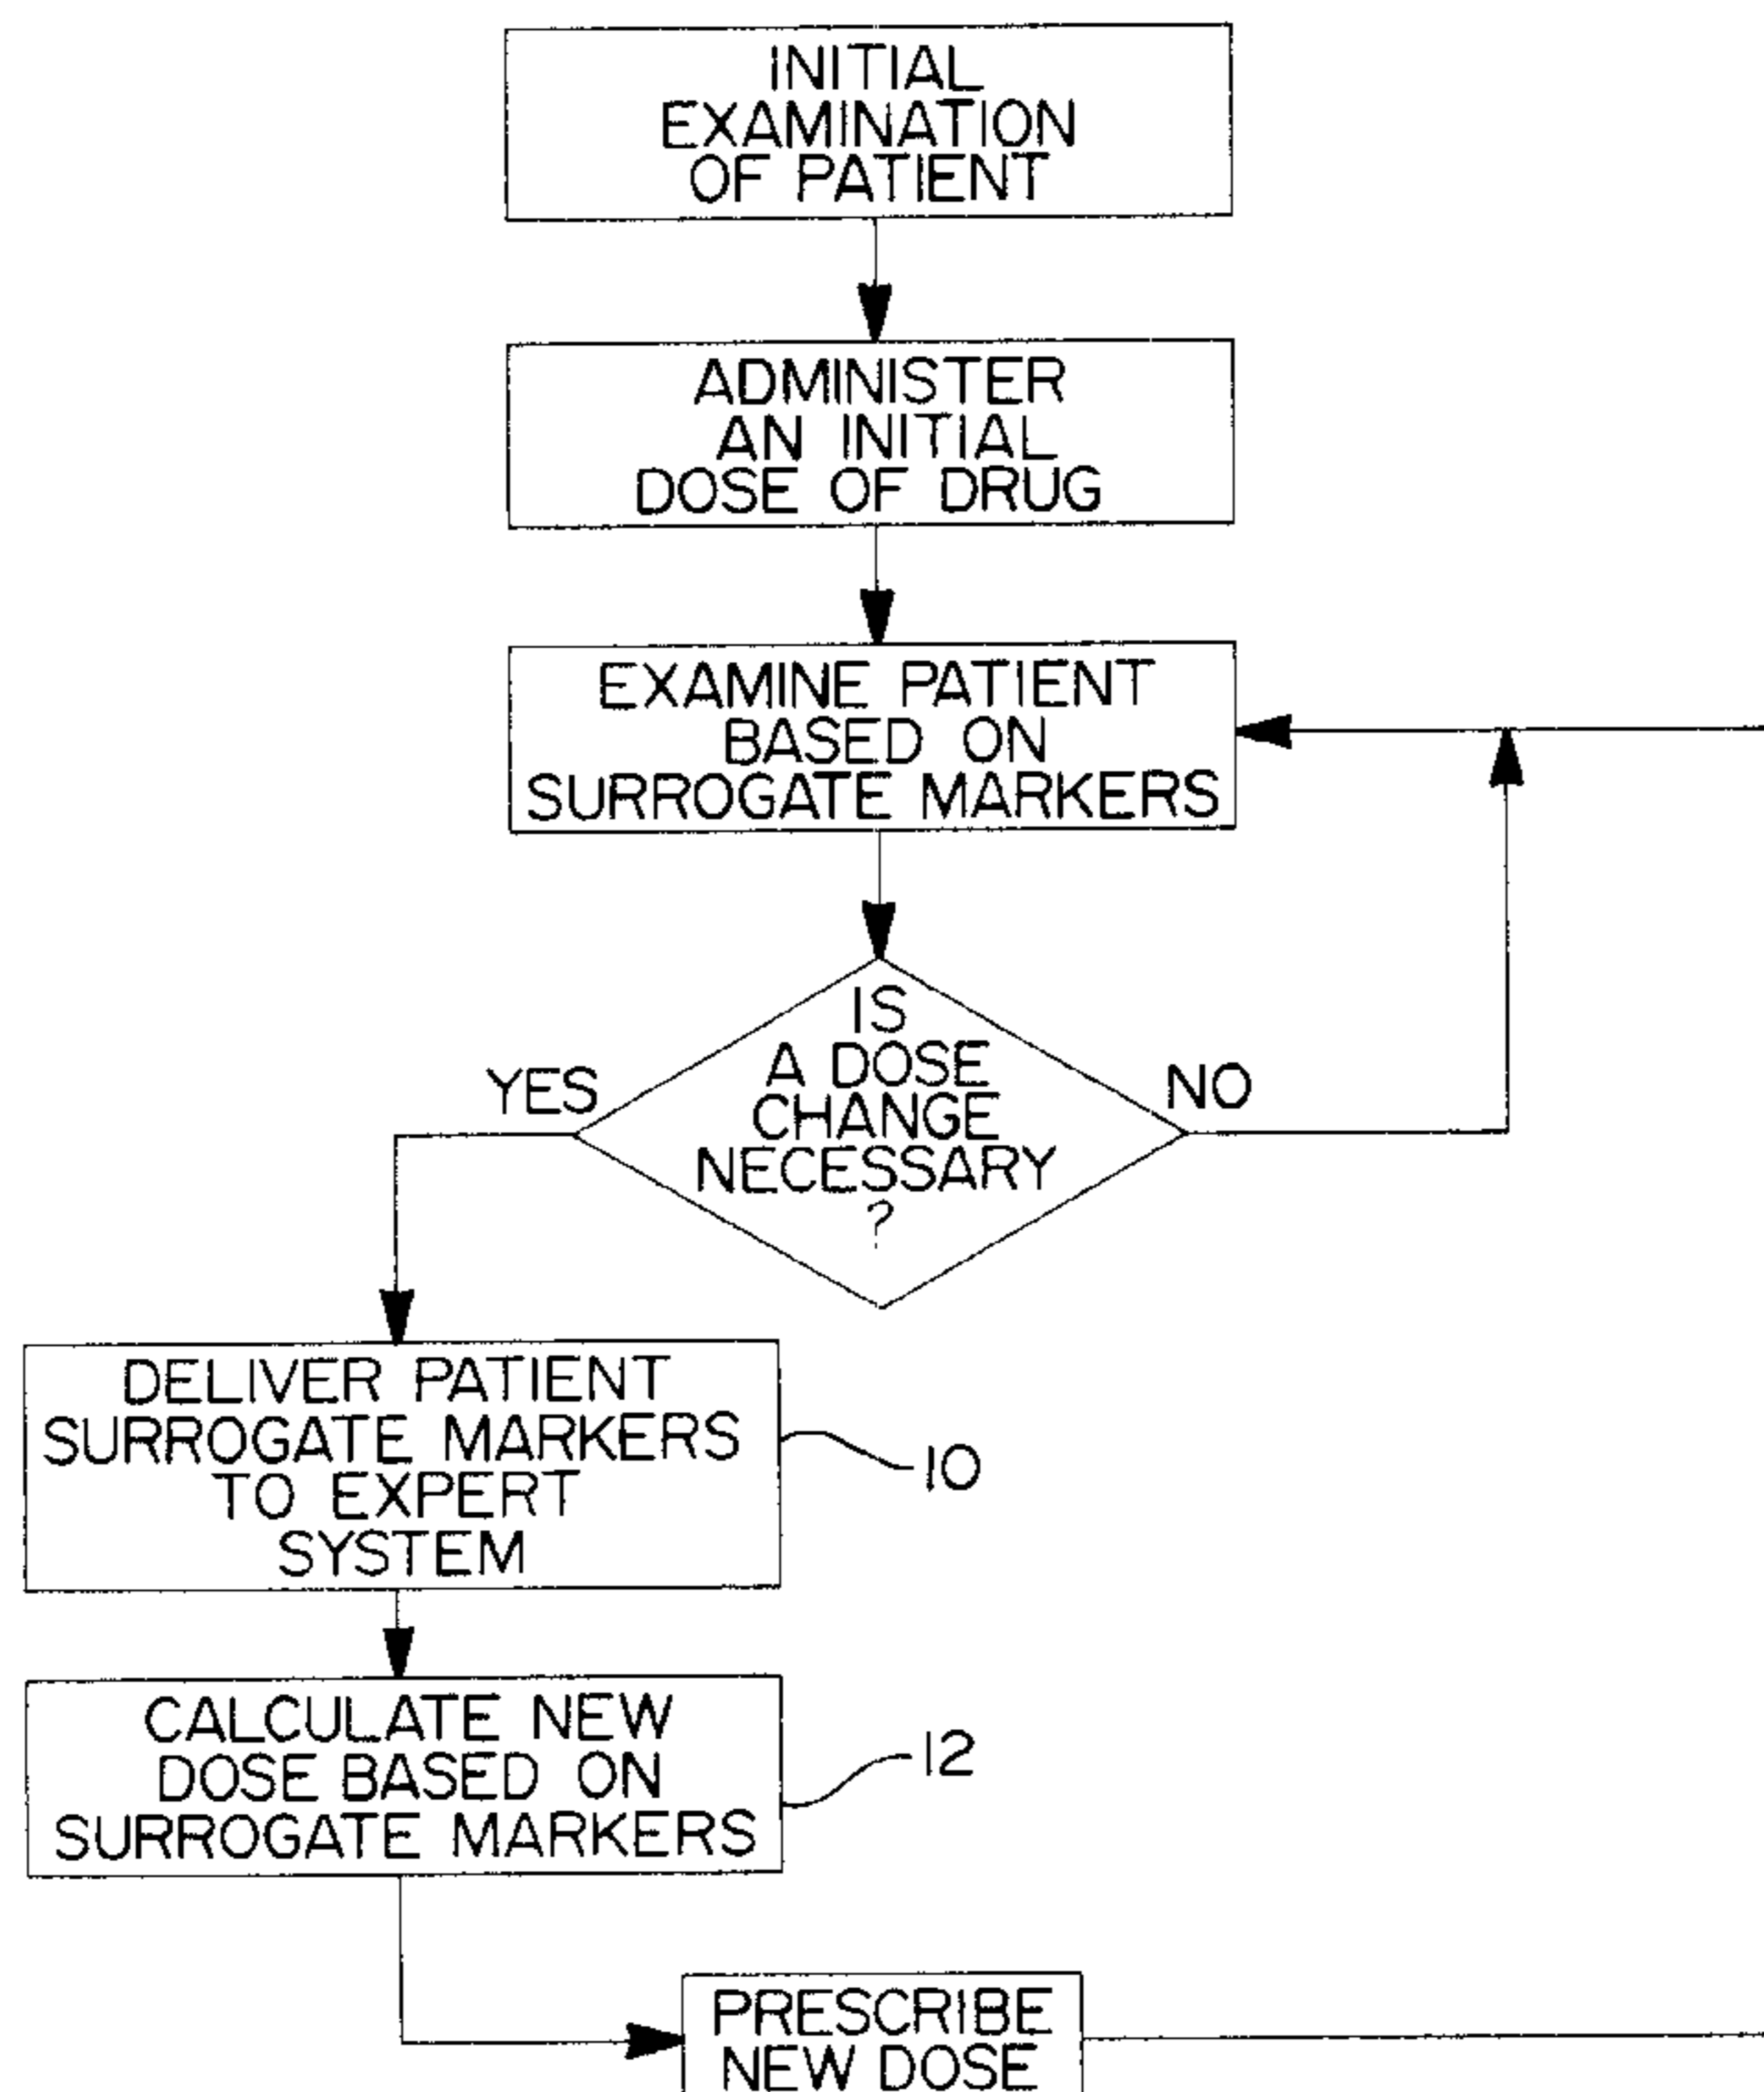 INITIAL
EXAMINATION
OF PATIENT
ADMINISTER
AN INITIAL
DOSE OF DRUG
EXAMINE PATIENT
BASED ON
SURROGATE MARKERS
IS
A DOSE
CHANGE
NECESSARY
?
YES
NO
DELIVER PATIENT
SURROGATE MARKERS
TO EXPERT
SYSTEM
10
CALCULATE NEW
DOSE BASED ON
SURROGATE MARKERS
12
PRESCRIBE
NEW DOSE